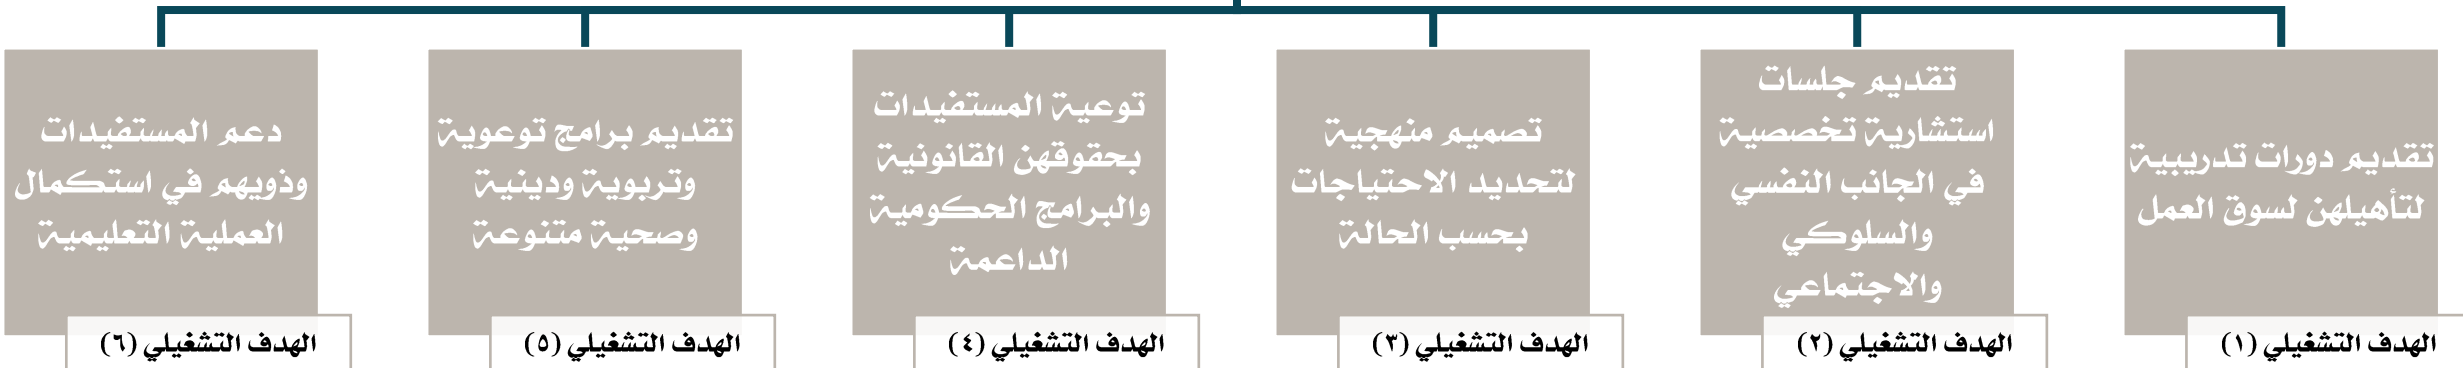 تقديم دورات تدريبية
لتأهيلهن لسوق العمل
الهدف التشغيلي (١)
تقديم جلسات
استشارية تخصصية
في الجانب النفسي
والسلوكي
والاجتماعي
الهدف التشغيلي (٢)
تصميم منهجية
لتحديد الاحتياجات
بحسب الحالة
الهدف التشغيلي (٣)
توعية المستفيدات
بحقوقهن القانونية
والبرامج الحكومية
الداعمة
الهدف التشغيلي (٤)
تقديم برامج توعوية
وتربوية ودينية
وصحية متنوعة
الهدف التشغيلي (٥)
دعم المستفيدات
وذويهم في استكمال
العملية التعليمية
الهدف التشغيلي (٦)